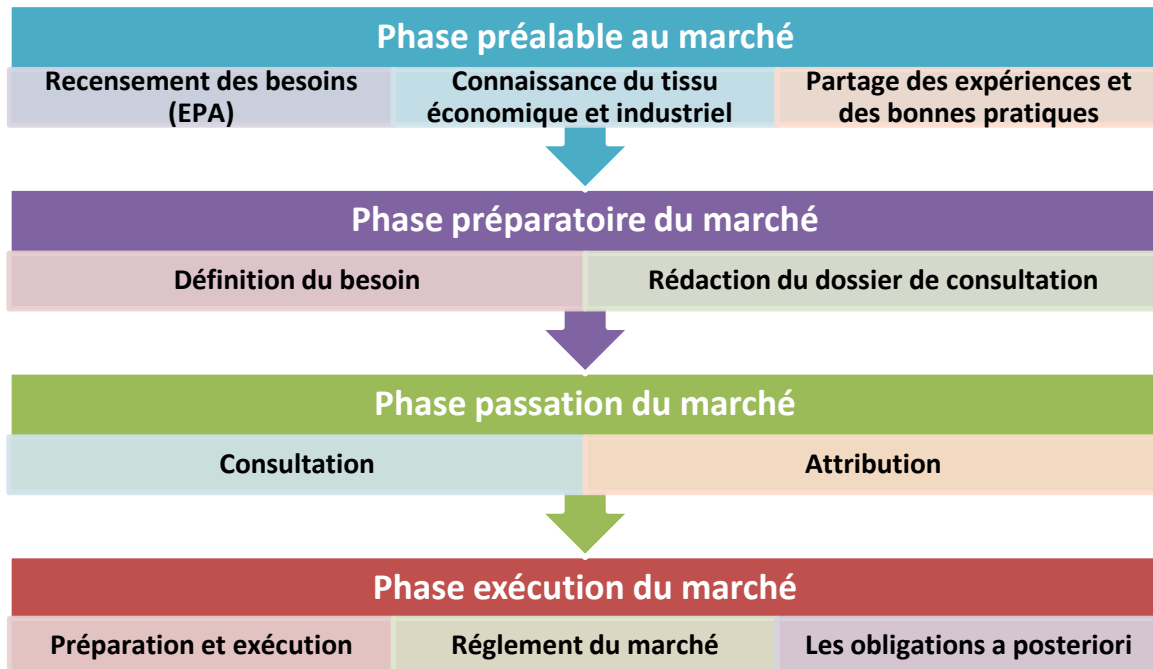 Phase préalable au marché
Recensement des besoins
(EPA)
Connaissance du tissu
économique et industriel
Partage des expériences et
des bonnes pratiques
Phase préparatoire du marché
Définition du besoin
Rédaction du dossier de consultation
Phase passation du marché
Consultation
Attribution
Phase exécution du marché
Préparation et exécution
Réglement du marché
Les obligations a posteriori